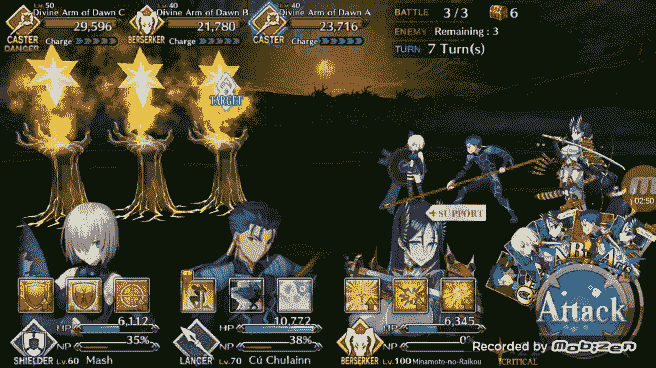 Lv.50 Divine Arm of Dawn C
29,596
CASTER Charge
DANGER
Lv.40 Divine Arm of Dawn B
21,780
BERSERKER Charge
Lv.40 Divine Arm of Dawn A
23,716
CASTER Charge
BATTLE 3/3 6
ENEMY Remaining : 3
TURN 7 Turn(s)
TARGET
02:50
+SUPPORT
Attack
HP 6,112
NP 35%
SHIELDER Lv.60 Mash
HP 10,772
NP 38%
LANCER Lv.70 Cú Chulainn
HP 6,345
NP 0%
BERSERKER Lv.100 Minamoto-no-Raikou
CRITICAL
Recorded by Mobizen